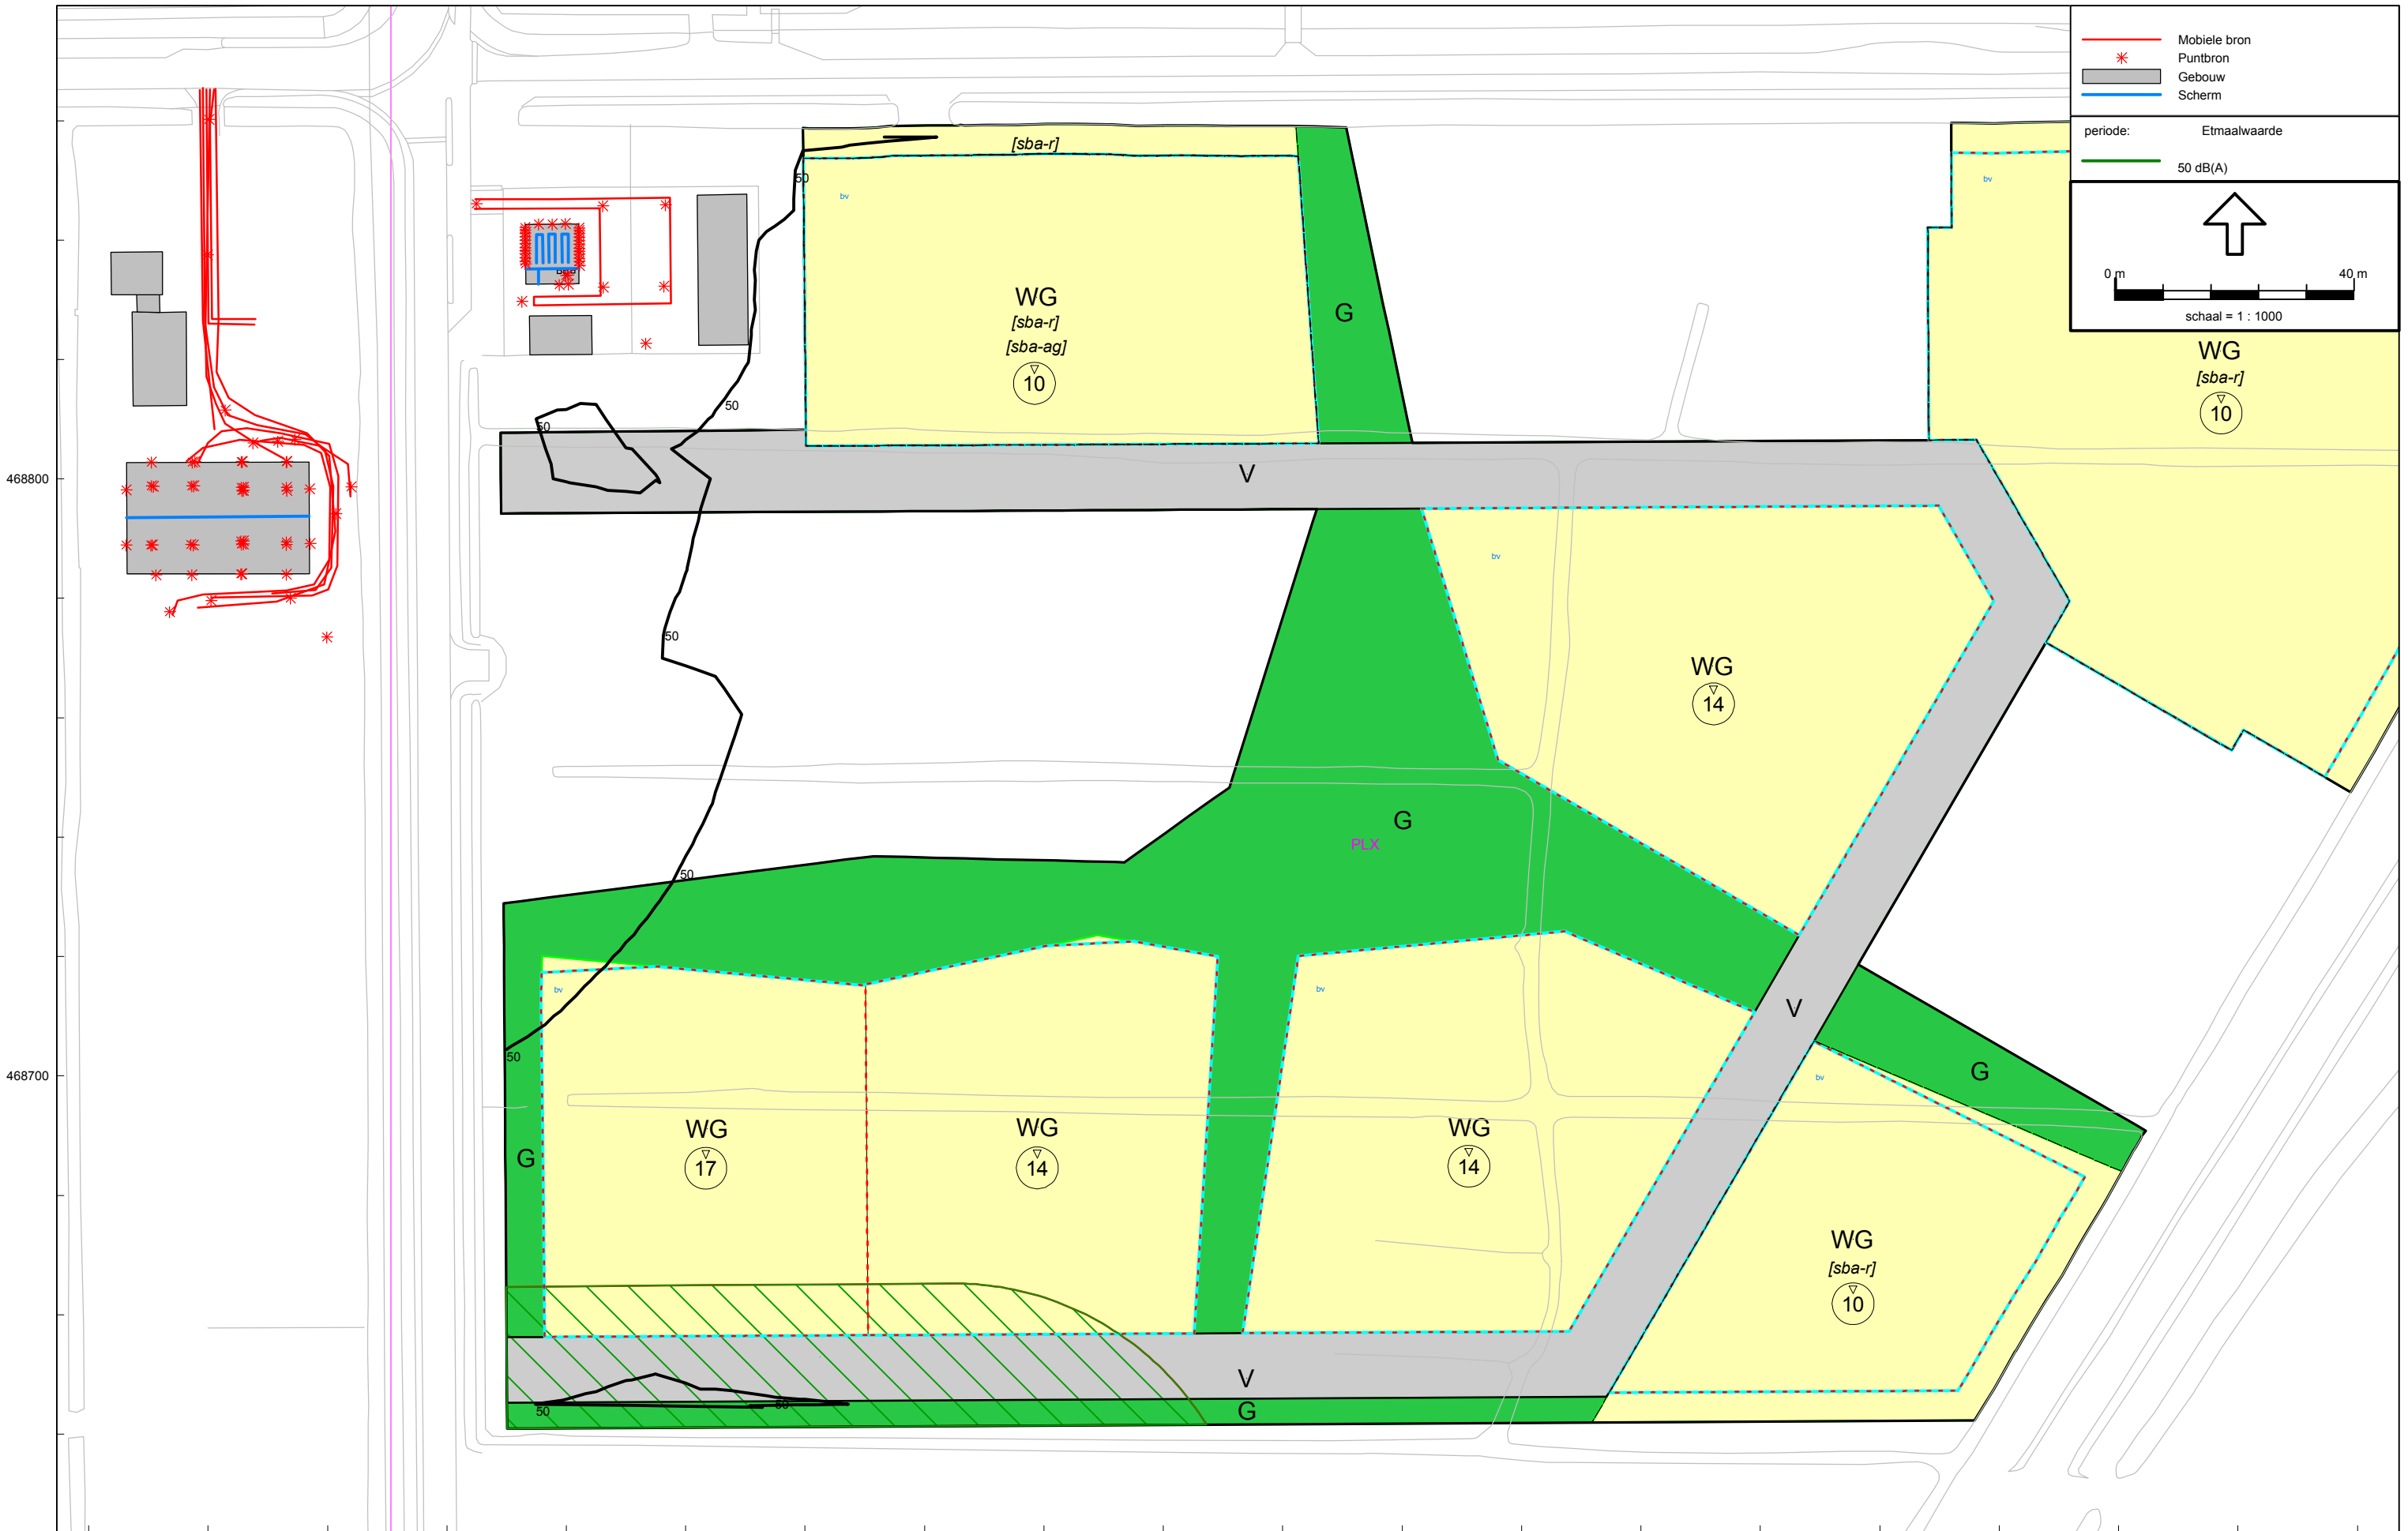 Mobiele bron
Puntbron
Gebouw
Scherm
periode: Etmaalwaarde
50 dB(A)
0 m 40 m
schaal = 1 : 1000
[sba-r]
50
bv
bv
WG
[sba-r]
[sba-ag]
10
G
WG
[sba-r]
10
50
50
468800
V
bv
50
WG
14
G
PLX
50
bv
bv
V
50
468700
bv
G
WG
17
WG
14
WG
14
G
WG
[sba-r]
10
V
50
50
G